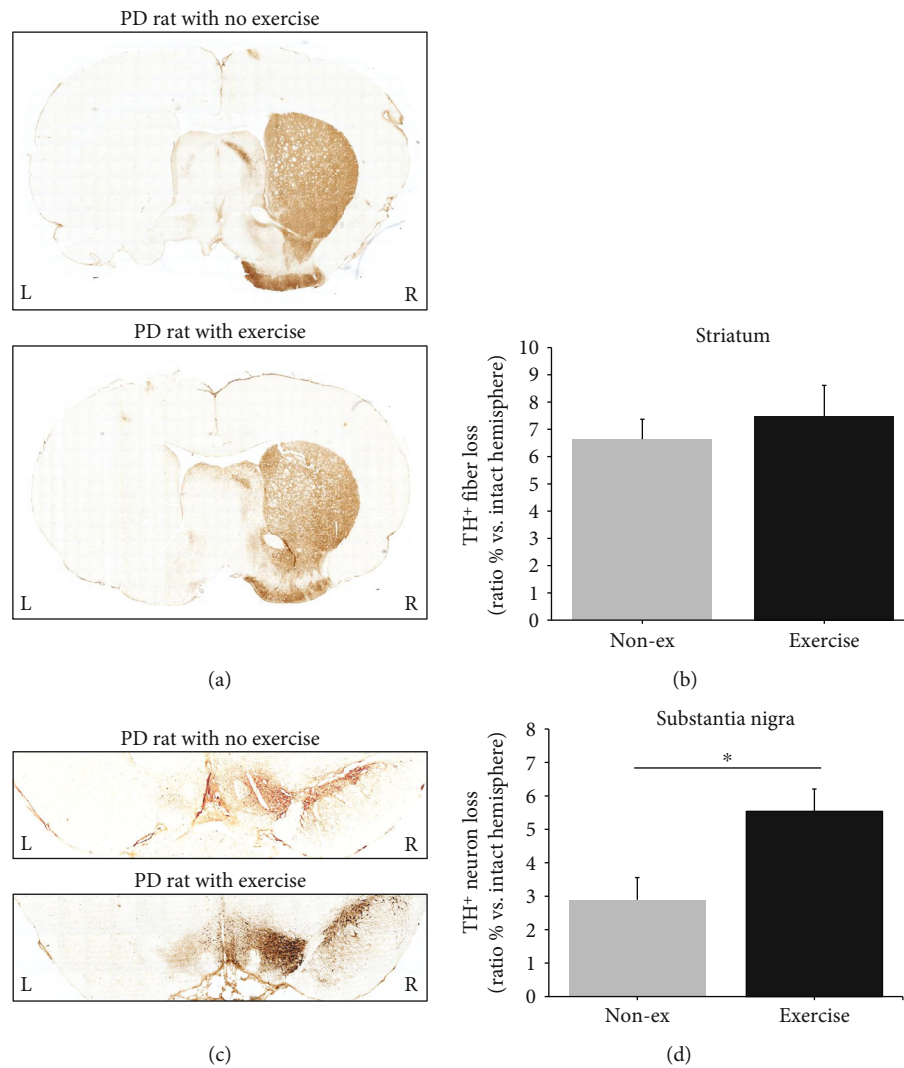 PD rat with no exercise
L
R
PD rat with exercise
L
R
(a)
Striatum
TH⁺ fiber loss
(ratio % vs. intact hemisphere)
10
9
8
7
6
5
4
3
2
1
0
Non-ex
Exercise
(b)
PD rat with no exercise
L
R
PD rat with exercise
L
R
(c)
Substantia nigra
TH⁺ neuron loss
(ratio % vs. intact hemisphere)
8
7
6
5
4
3
2
1
0
*
Non-ex
Exercise
(d)